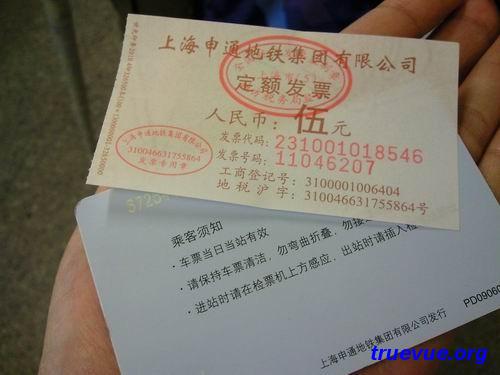 上海申通地铁集团有限公司
定额发票
人民币：伍元
发票代码：231001018546
发票号码：11046207
工商登记号：3100001006404
地税沪字：310046631755864号
上海申通地铁集团有限公司
310046631755864
发票专用章
乘客须知
·车票当日当站有效
·请保持车票清洁，勿弯曲折叠，勿接
·进站时请在检票机上方感应，出站时请插入检
上海申通地铁集团有限公司发行
PD09060
truevue.org